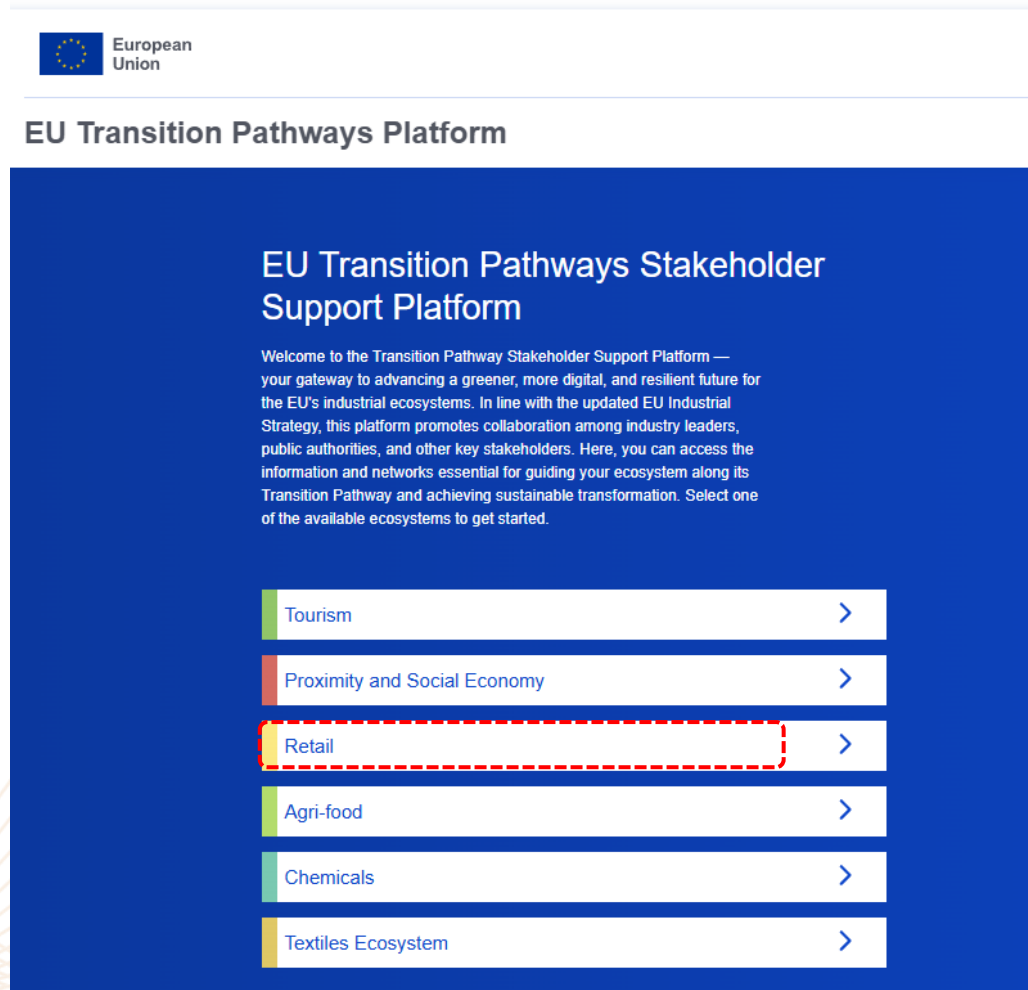 European
Union
EU Transition Pathways Platform
EU Transition Pathways Stakeholder
Support Platform
Welcome to the Transition Pathway Stakeholder Support Platform —
your gateway to advancing a greener, more digital, and resilient future for
the EU's industrial ecosystems. In line with the updated EU Industrial
Strategy, this platform promotes collaboration among industry leaders,
public authorities, and other key stakeholders. Here, you can access the
information and networks essential for guiding your ecosystem along its
Transition Pathway and achieving sustainable transformation. Select one
of the available ecosystems to get started.
Tourism
Proximity and Social Economy
Retail
Agri-food
Chemicals
Textiles Ecosystem